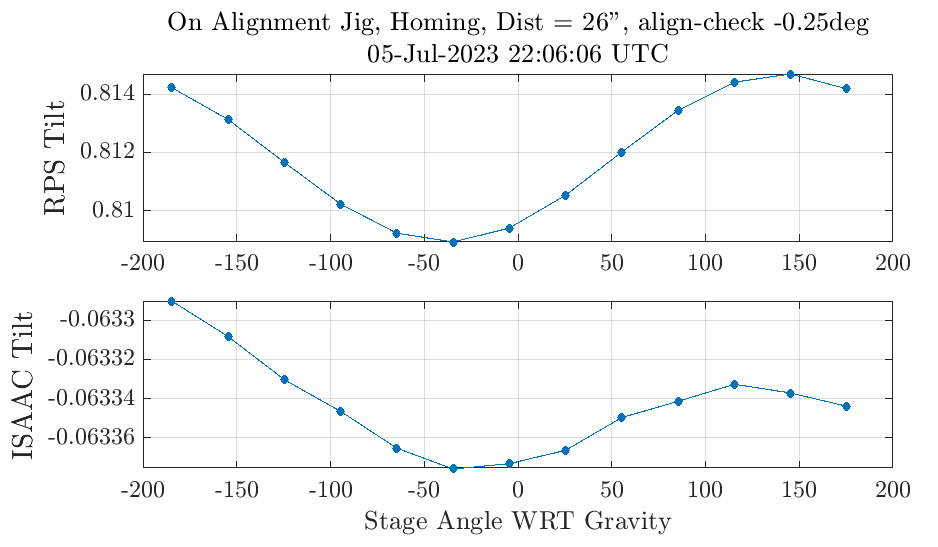 On Alignment Jig, Homing, Dist = 26", align-check -0.25deg
05-Jul-2023 22:06:06 UTC
RPS Tilt
0.814
0.812
0.81
-200 -150 -100 -50 0 50 100 150 200
ISAAC Tilt
-0.0633
-0.06332
-0.06334
-0.06336
-200 -150 -100 -50 0 50 100 150 200
Stage Angle WRT Gravity